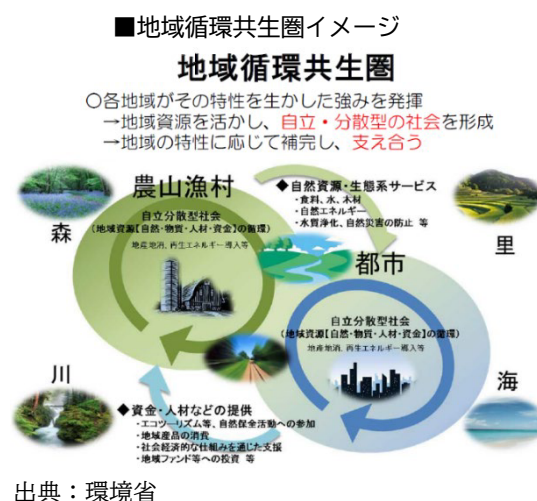 ■地域循環共生圏イメージ
地域循環共生圏
○各地域がその特性を生かした強みを発揮
→地域資源を活かし、自立・分散型の社会を形成
→地域の特性に応じて補完し、支え合う
農山漁村
◆自然資源・生態系サービス
・食料、水、木材
・自然エネルギー
・水質浄化、自然災害の防止 等
森
自立分散型社会
(地域資源【自然・物質・人材・資金】の循環)
地産地消、再生エネルギー導入等
里
都市
自立分散型社会
(地域資源【自然・物質・人材・資金】の循環)
地産地消、再生エネルギー導入等
川
海
◆資金・人材などの提供
・エコツーリズム等、自然保全活動への参加
・地域産品の消費
・社会経済的な仕組みを通じた支援
・地域ファンド等への投資 等
出典：環境省